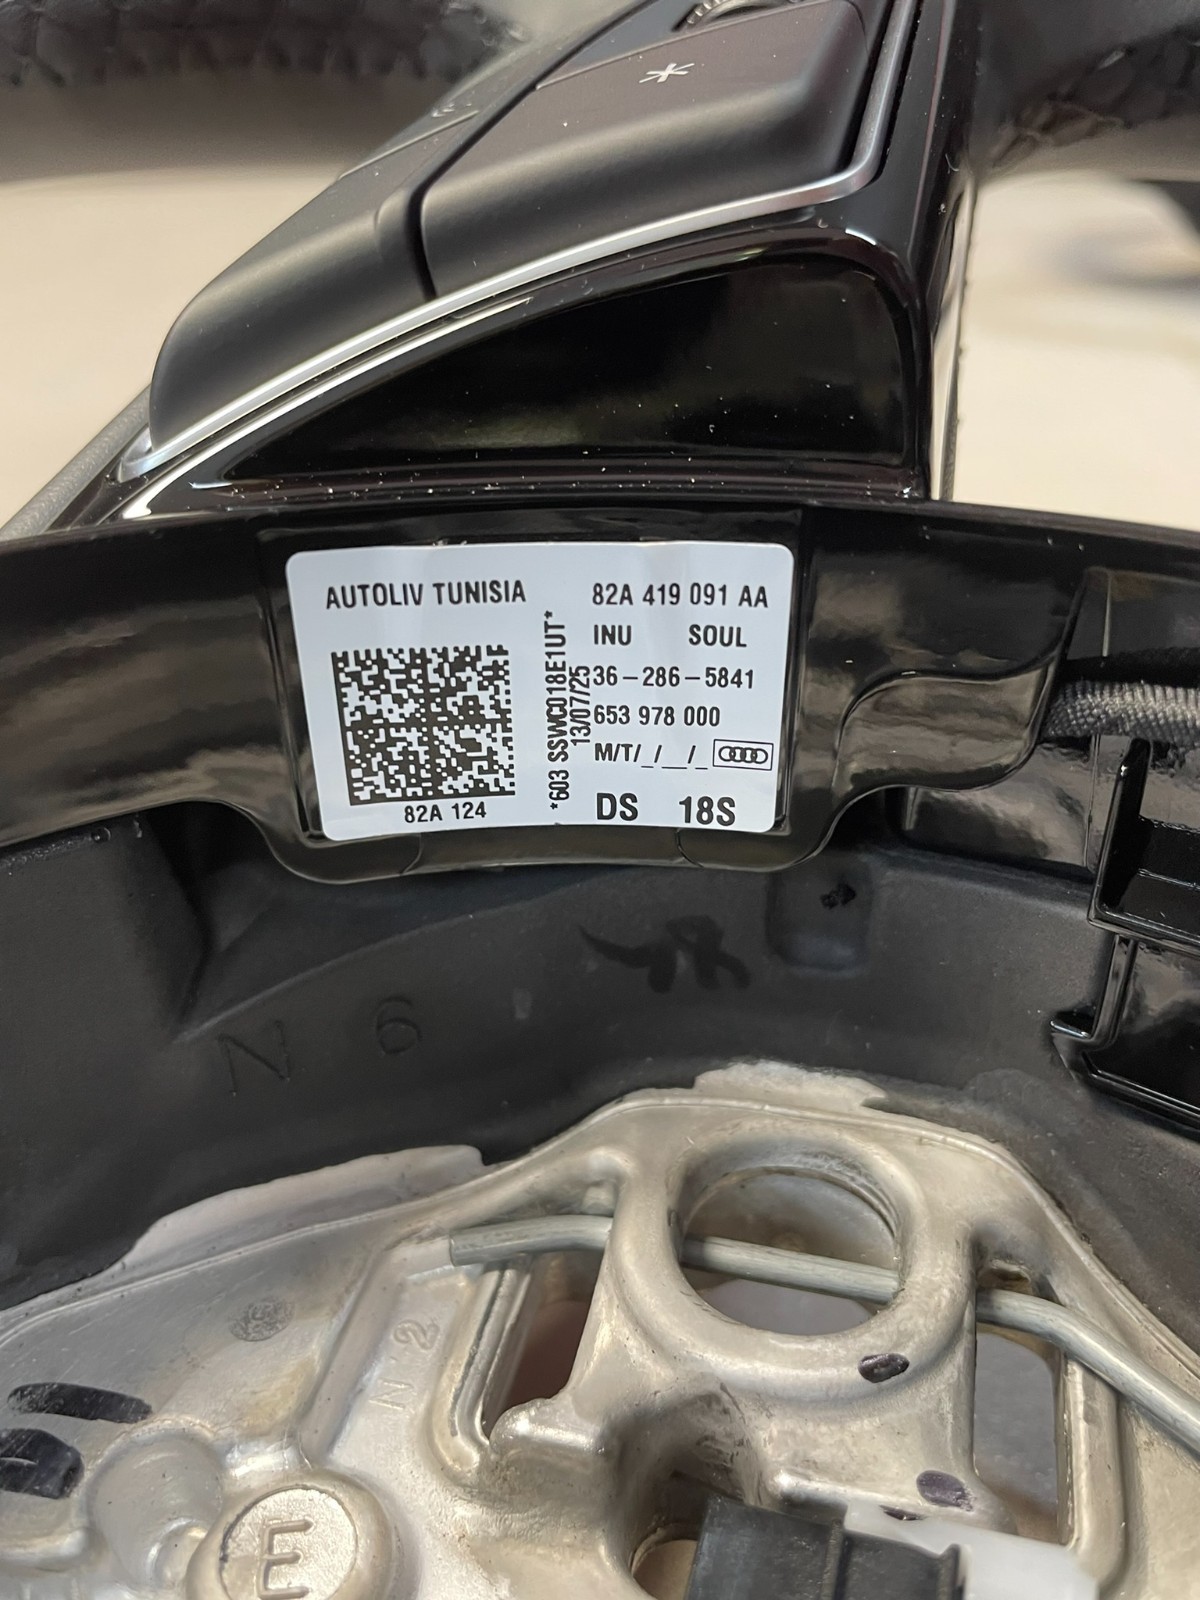 *
AUTOLIV TUNISIA
82A 124
*603 SSWC018E1UT*
13/07/25
82A 419 091 AA
INU SOUL
36-286-5841
653 978 000
M/T/_/__/_
DS 18S
N 6
N 2
E